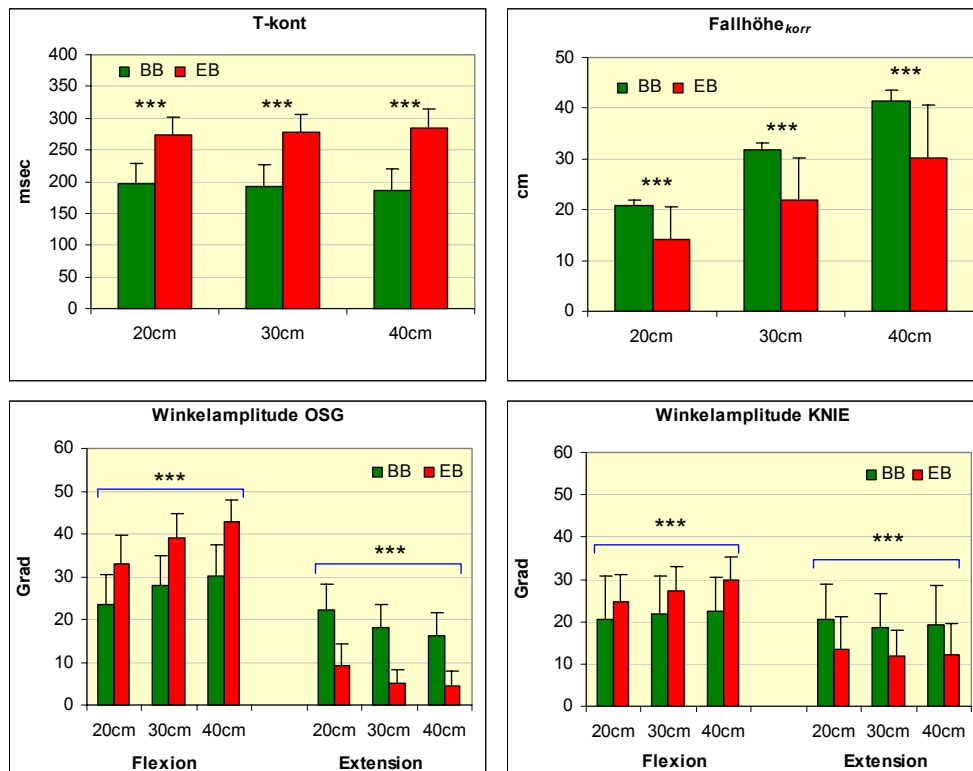 T-kont
BB EB
400
350
300
250
200
150
100
50
0
msec
*** *** ***
20cm 30cm 40cm
Fallhöhekorr
BB EB
50
40
30
20
10
0
cm
***
***
***
20cm 30cm 40cm
Winkelamplitude OSG
BB EB
60
50
40
30
20
10
0
Grad
***
***
20cm 30cm 40cm 20cm 30cm 40cm
Flexion Extension
Winkelamplitude KNIE
BB EB
60
50
40
30
20
10
0
Grad
***
***
20cm 30cm 40cm 20cm 30cm 40cm
Flexion Extension